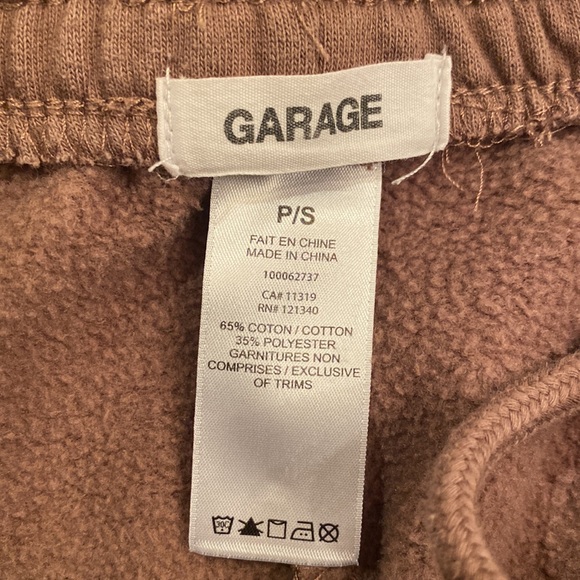 GARAGE
P/S
FAIT EN CHINE
MADE IN CHINA
100062737
CA# 11319
RN# 121340
65% COTON / COTTON
35% POLYESTER
GARNITURES NON
COMPRISES / EXCLUSIVE
OF TRIMS
30C